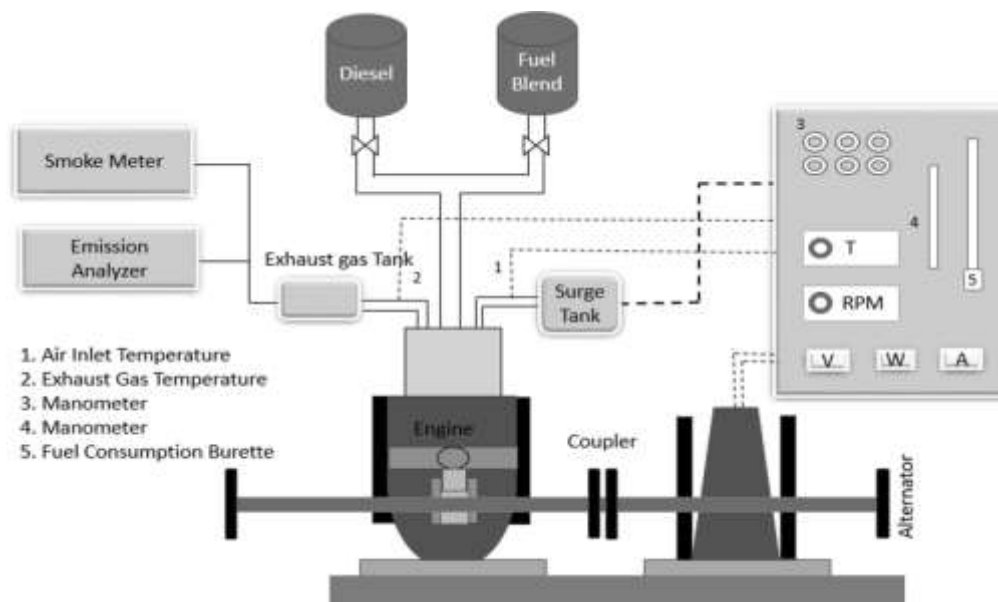 Diesel
Fuel
Blend
3
Smoke Meter
4
Emission
Analyzer
Exhaust gas Tank
2
1
T
5
Surge
Tank
RPM
1. Air Inlet Temperature
2. Exhaust Gas Temperature
3. Manometer
4. Manometer
5. Fuel Consumption Burette
V
W
A
Engine
Coupler
Alternator